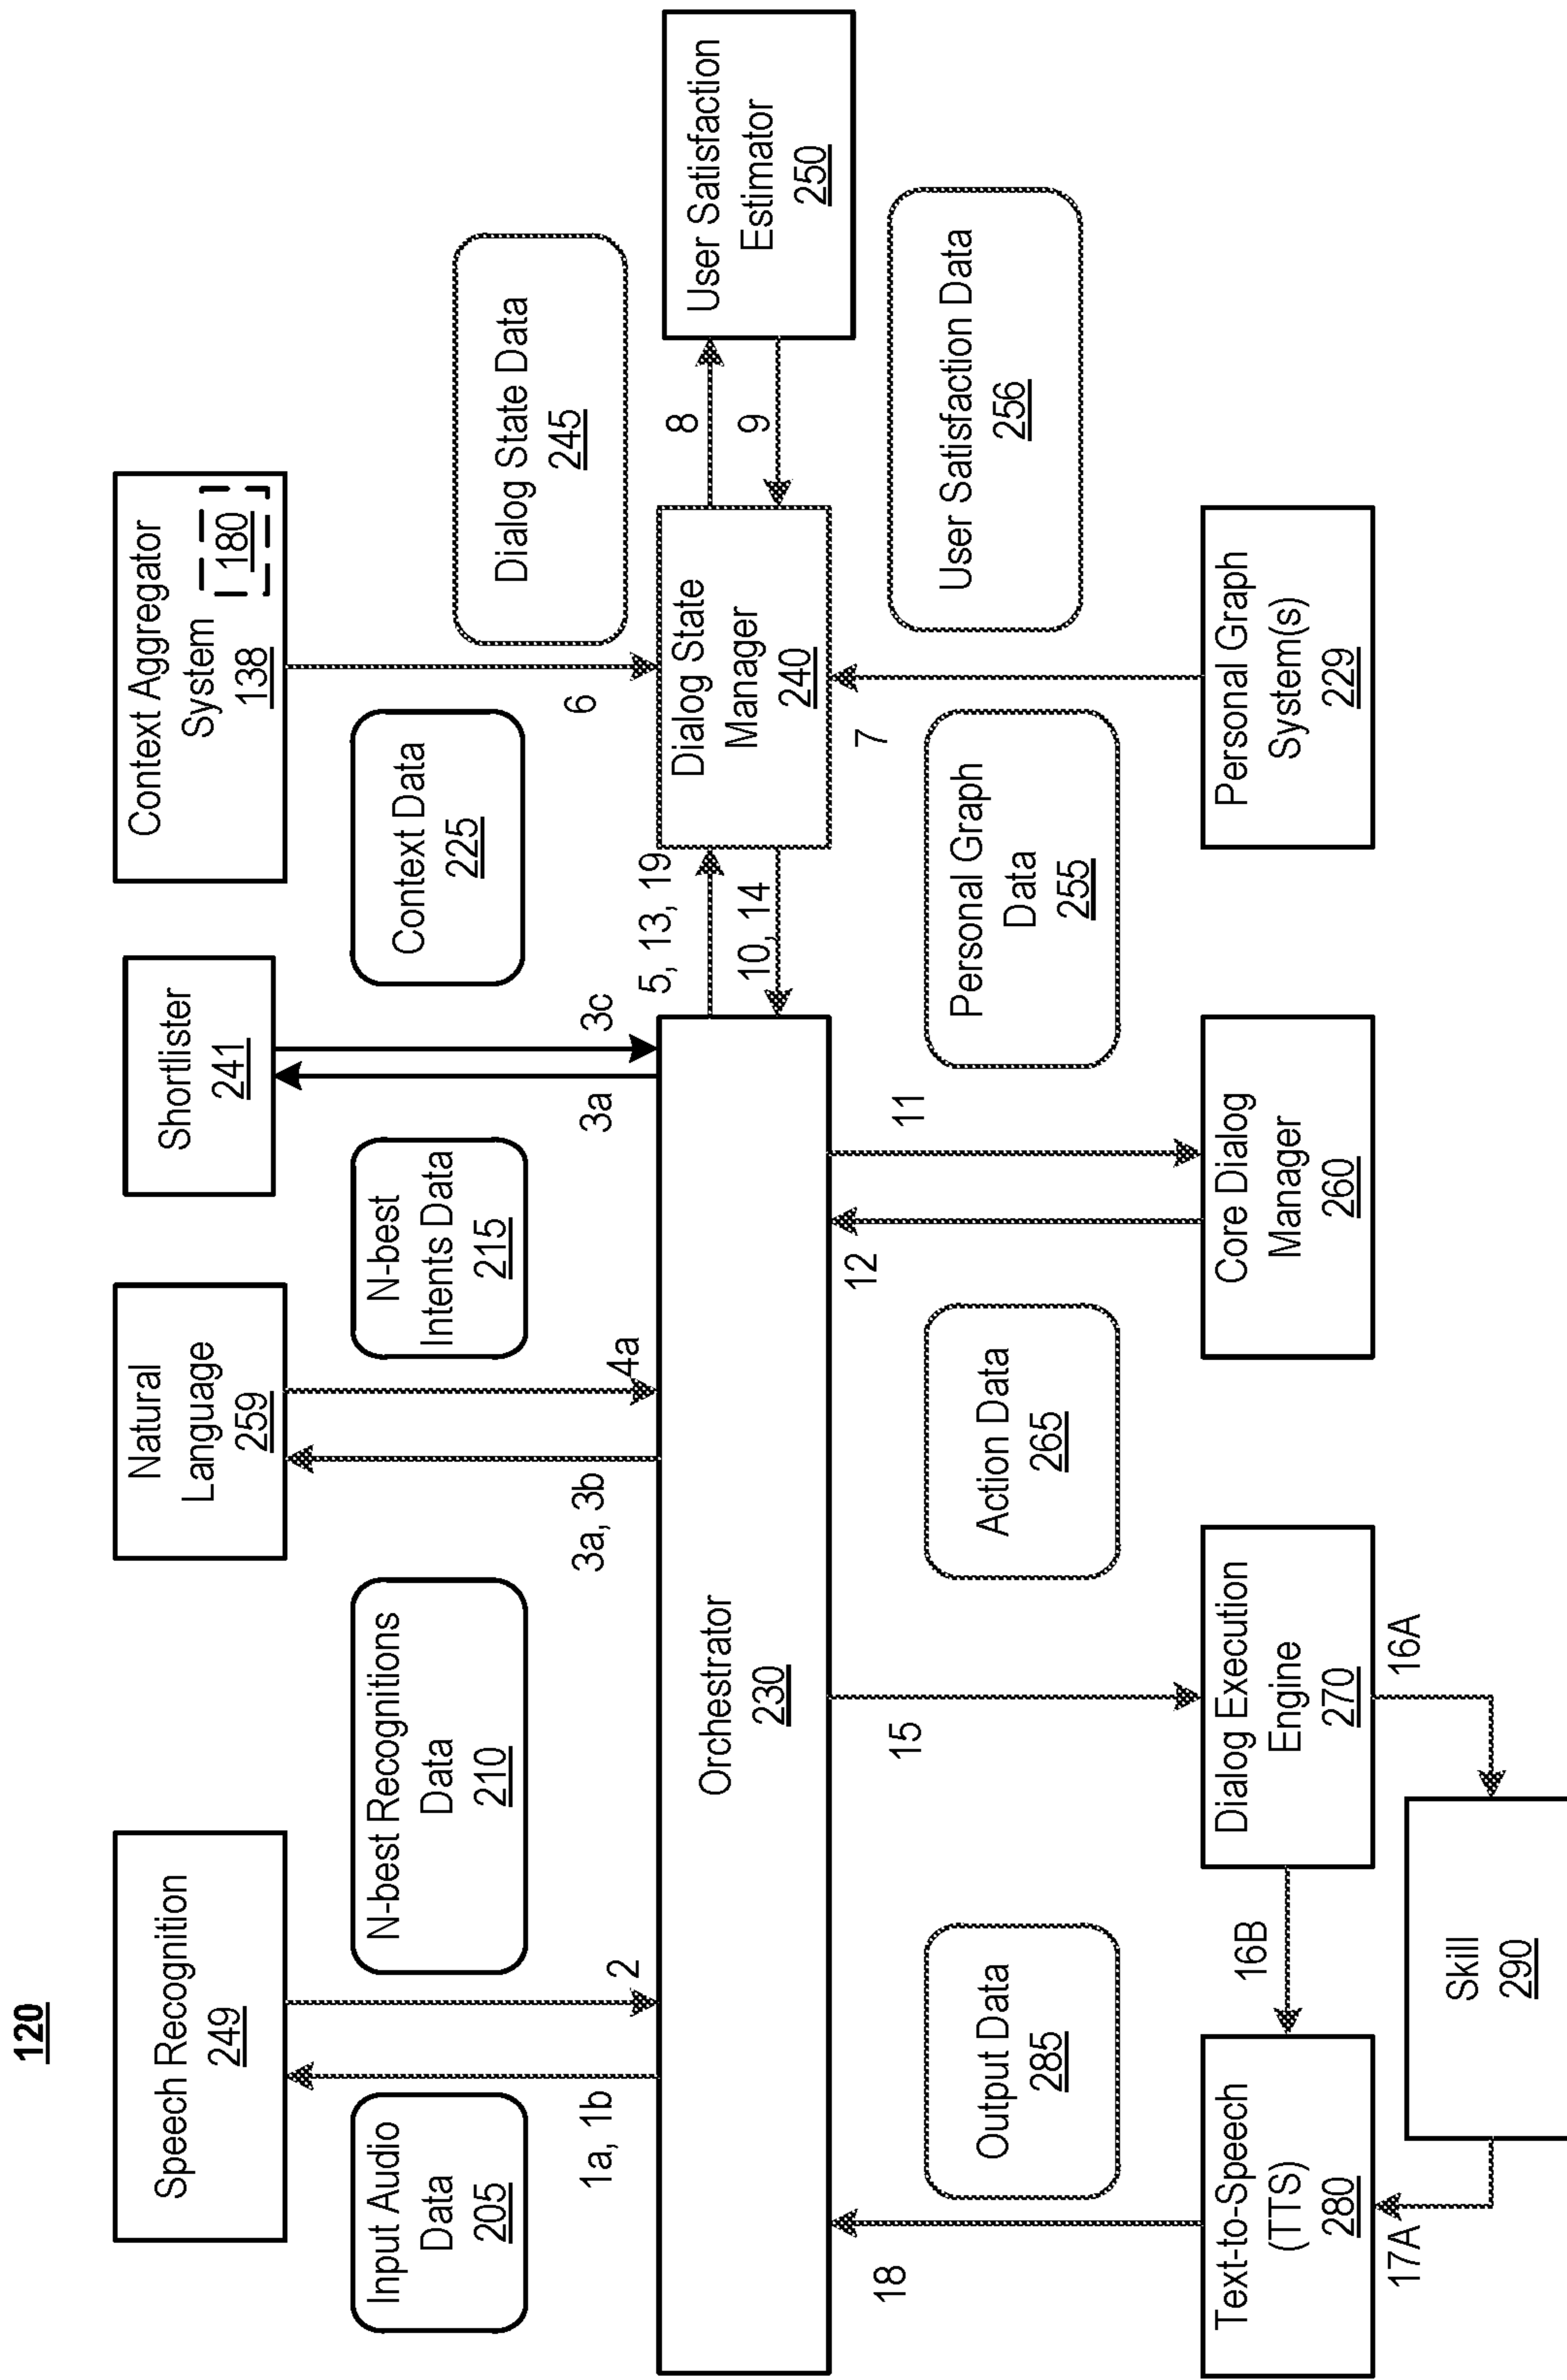 120
Speech Recognition
249
Natural
Language
259
Shortlister
241
Context Aggregator
System
138
180
Input Audio
Data
205
N-best Recognitions
Data
210
N-best
Intents Data
215
Context Data
225
Dialog State Data
245
1a, 1b
2
3a, 3b
4a
3a
3c
6
Orchestrator
230
5, 13, 19
10, 14
Dialog State
Manager
240
8
9
User Satisfaction
Estimator
250
18
15
12
11
7
Output Data
285
Action Data
265
Personal Graph
Data
255
User Satisfaction Data
256
Text-to-Speech
(TTS)
280
16B
Dialog Execution
Engine
270
Core Dialog
Manager
260
Personal Graph
System(s)
229
17A
16A
Skill
290